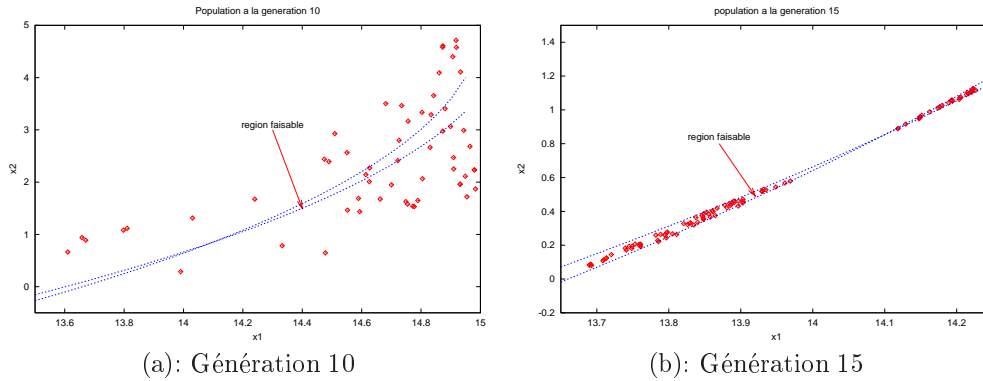 Population a la generation 10
5
4
3
2
1
0
x2
region faisable
13.6 13.8 14 14.2 14.4 14.6 14.8 15
x1
(a): Génération 10
population a la generation 15
1.4
1.2
1
0.8
0.6
0.4
0.2
0
-0.2
x2
region faisable
13.7 13.8 13.9 14 14.1 14.2
x1
(b): Génération 15